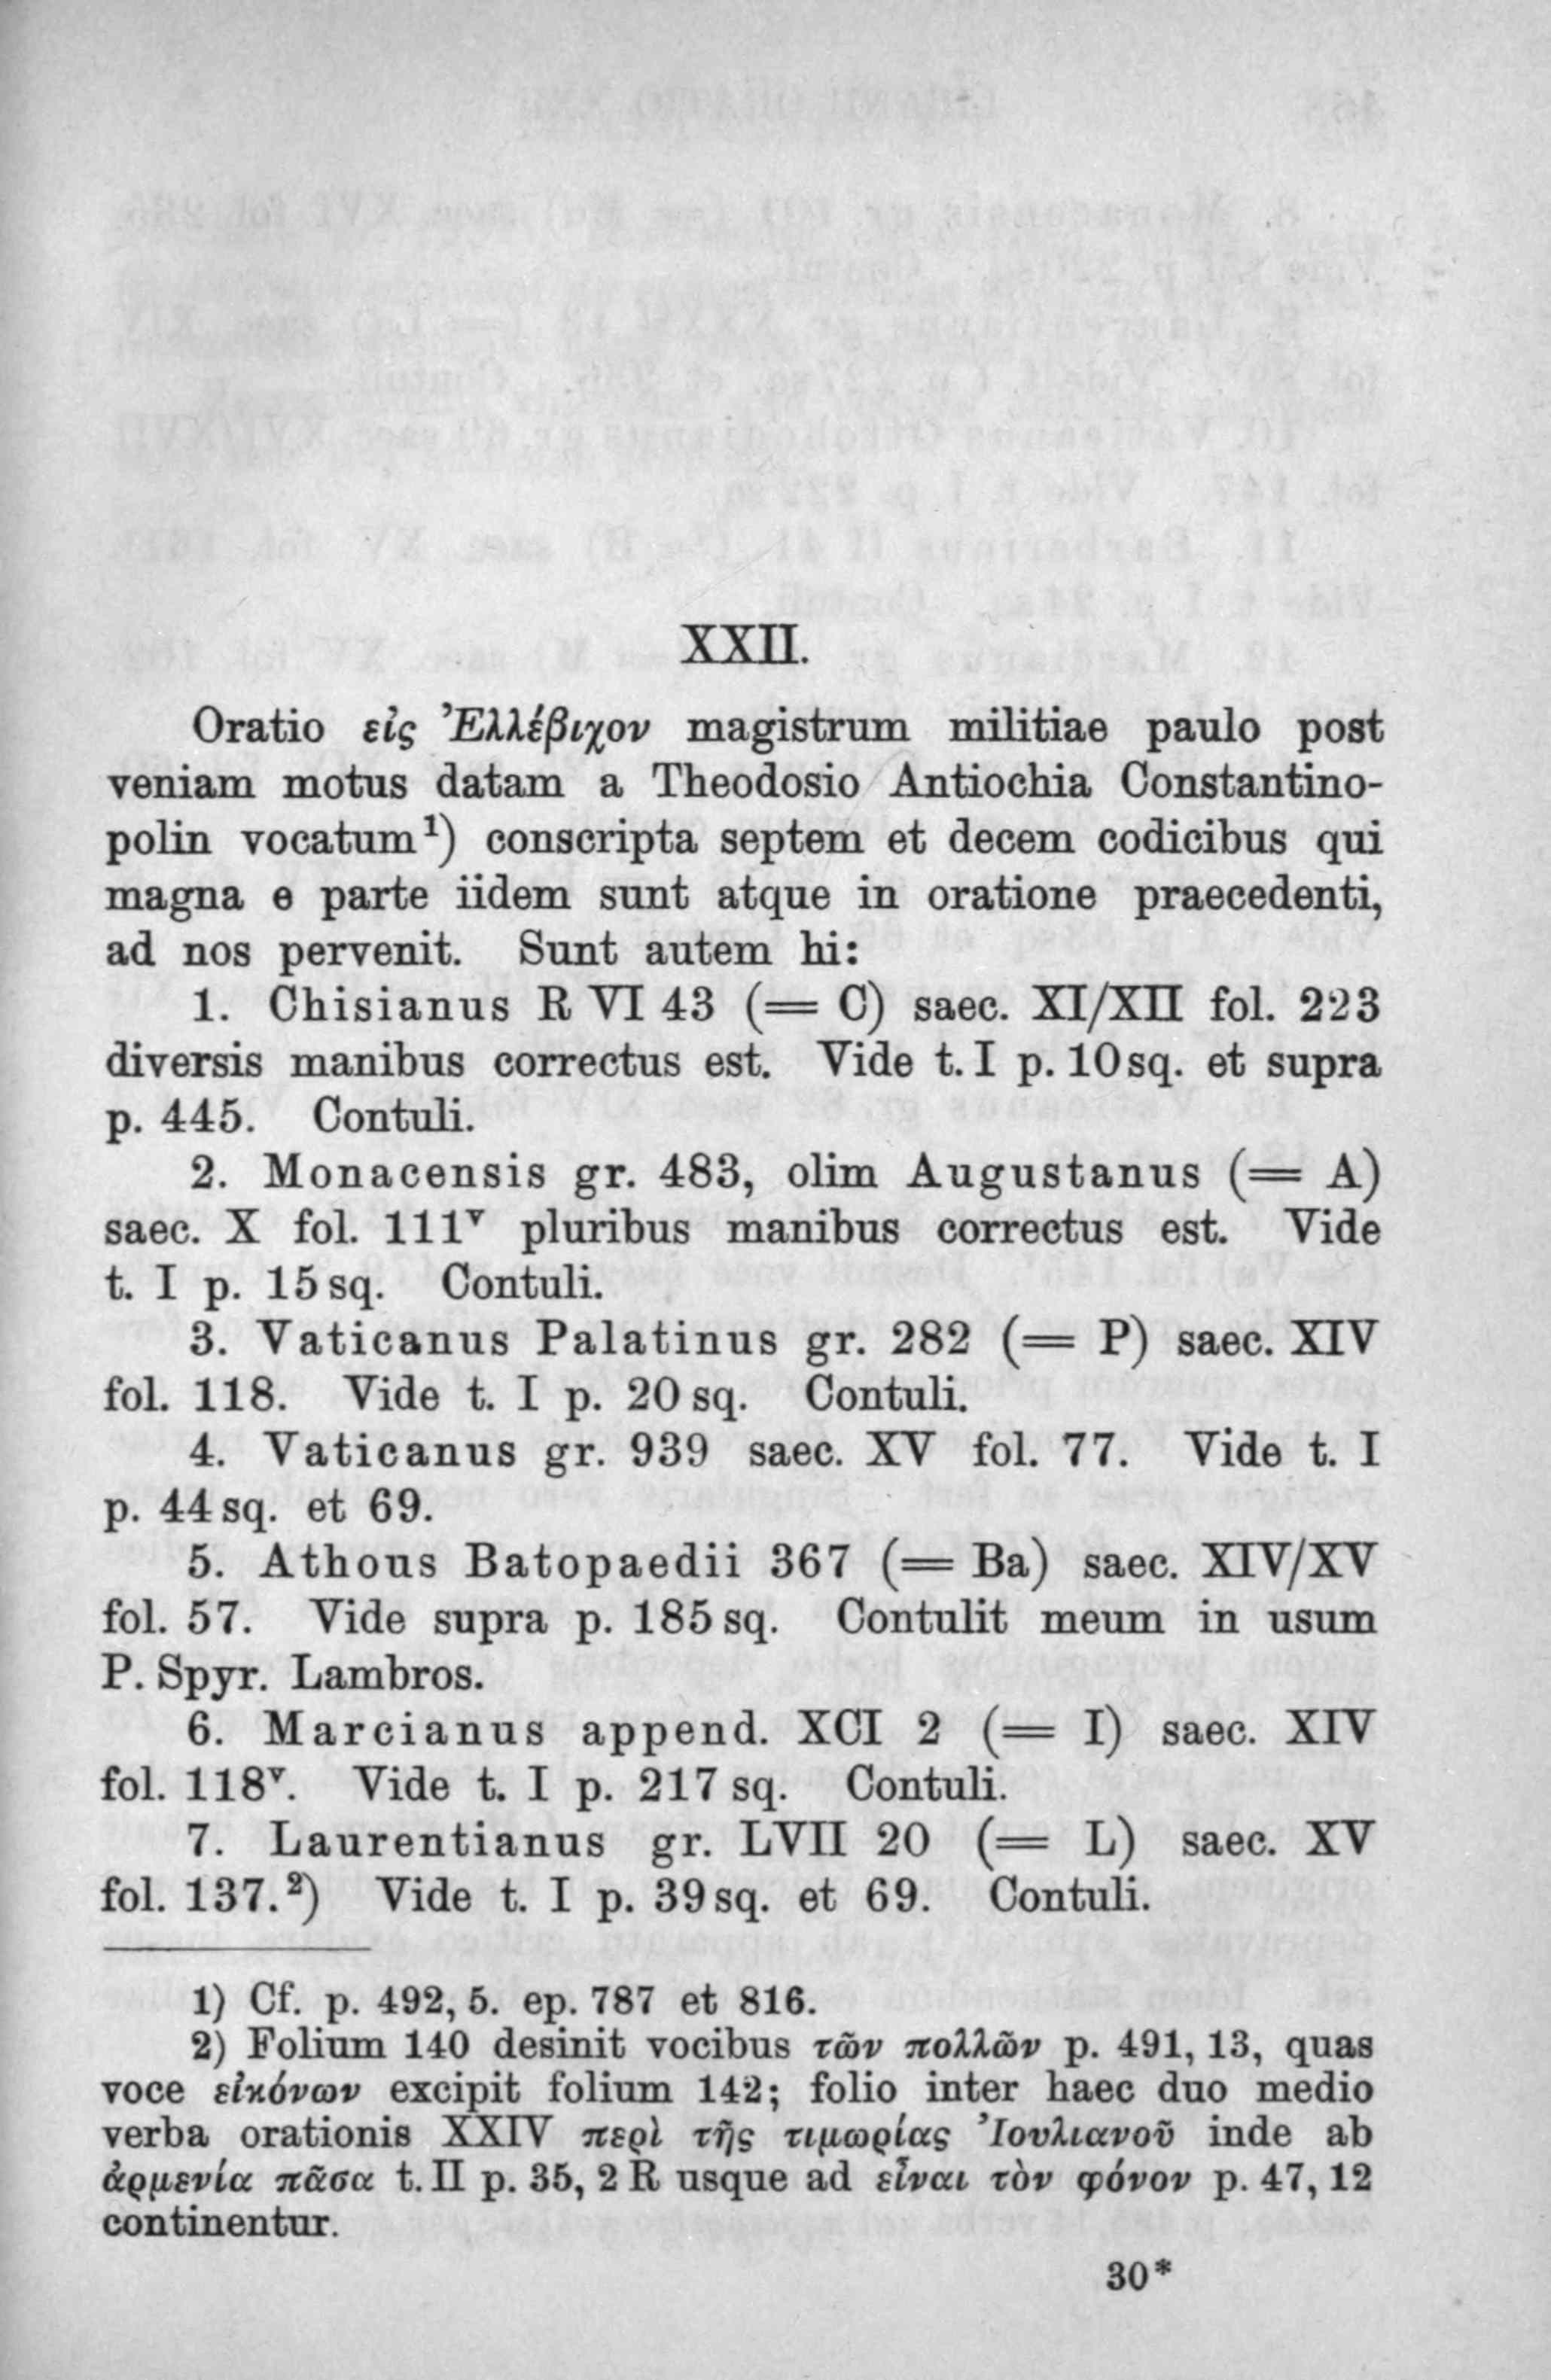 XXII.
Oratio εἰς Ἐλλέβιχον magistrum militiae paulo post
veniam motus datam a Theodosio Antiochia Constantino-
polin vocatum¹) conscripta septem et decem codicibus qui
magna e parte iidem sunt atque in oratione praecedenti,
ad nos pervenit. Sunt autem hi:
1. Chisianus R VI 43 (= C) saec. XI/XII fol. 223
diversis manibus correctus est. Vide t. I p. 10 sq. et supra
p. 445. Contuli.
2. Monacensis gr. 483, olim Augustanus (= A)
saec. X fol. 111ᵛ pluribus manibus correctus est. Vide
t. I p. 15 sq. Contuli.
3. Vaticanus Palatinus gr. 282 (= P) saec. XIV
fol. 118. Vide t. I p. 20 sq. Contuli.
4. Vaticanus gr. 939 saec. XV fol. 77. Vide t. I
p. 44 sq. et 69.
5. Athous Batopaedii 367 (= Ba) saec. XIV/XV
fol. 57. Vide supra p. 185 sq. Contulit meum in usum
P. Spyr. Lambros.
6. Marcianus append. XCI 2 (= I) saec. XIV
fol. 118ᵛ. Vide t. I p. 217 sq. Contuli.
7. Laurentianus gr. LVII 20 (= L) saec. XV
fol. 137.²) Vide t. I p. 39 sq. et 69. Contuli.
1) Cf. p. 492, 5. ep. 787 et 816.
2) Folium 140 desinit vocibus τῶν πολλῶν p. 491, 13, quas
voce εἰκόνων excipit folium 142; folio inter haec duo medio
verba orationis XXIV περὶ τῆς τιμωρίας Ἰουλιανοῦ inde ab
ἀρμενία πᾶσα t. II p. 35, 2 R usque ad εἶναι τὸν φόνον p. 47, 12
continentur.
30*